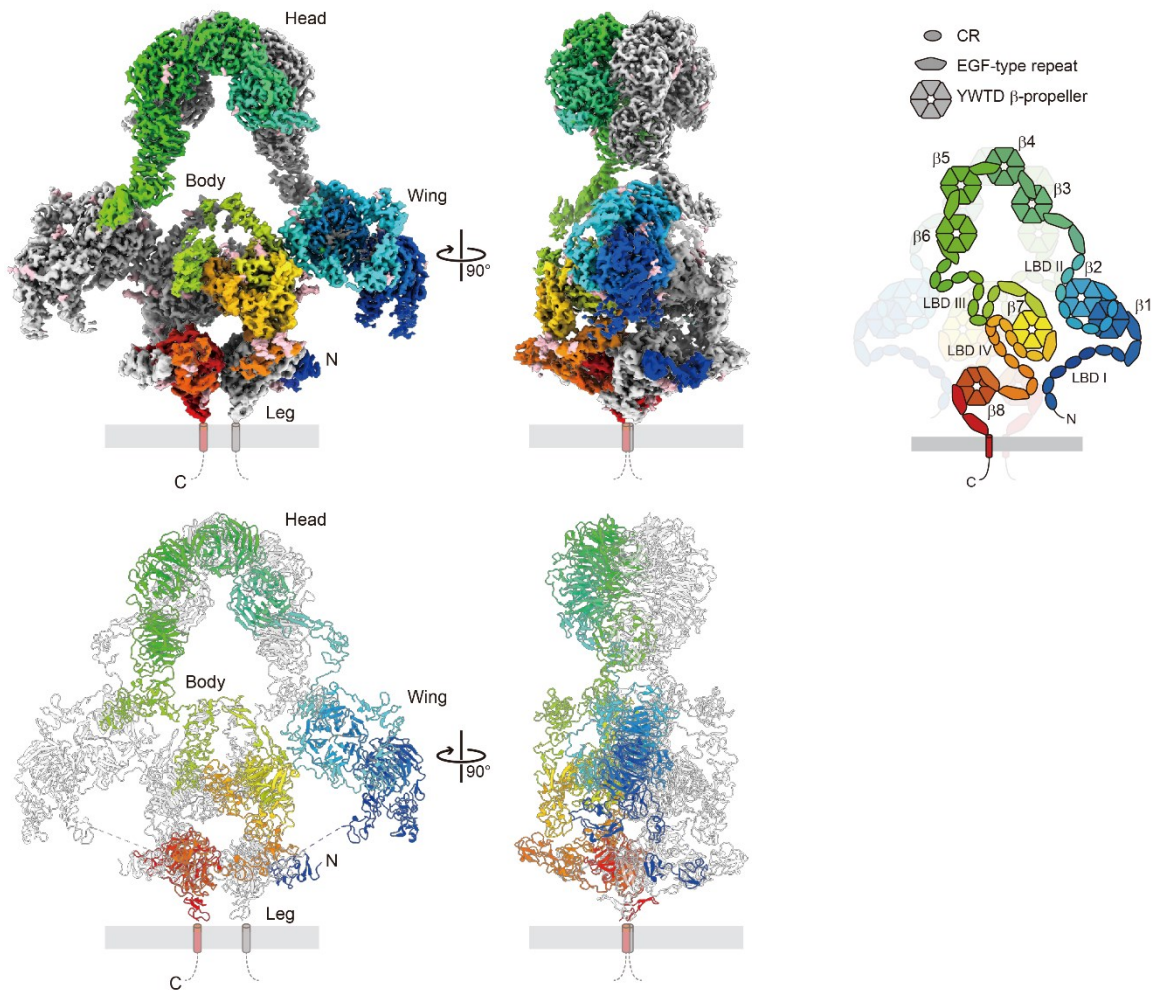 Head
Body
Wing
90°
N
Leg
C
CR
EGF-type repeat
YWTD β-propeller
β4
β5
β3
β6
LBD II
β2
β1
LBD III
β7
LBD IV
LBD I
β8
N
C
Head
Body
Wing
90°
N
Leg
C